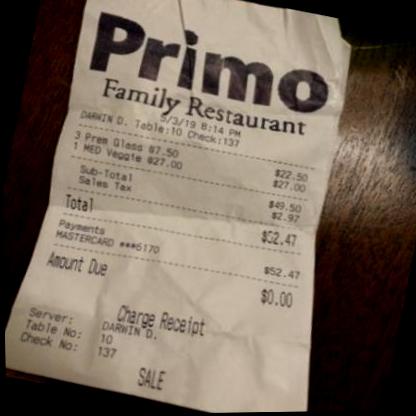 Primo
Family Restaurant
5/3/19 8:14 PM
DARWIN D. Table:10 Check:137
3 Prem Glass @7.50 $22.50
1 MED Veggie @27.00 $27.00
Sub-Total $49.50
Sales Tax $2.97
Total $52.47
Payments
MASTERCARD ***6170 $52.47
Amount Due $0.00
Charge Receipt
Server: DARWIN D.
Table No: 10
Check No: 137
SALE